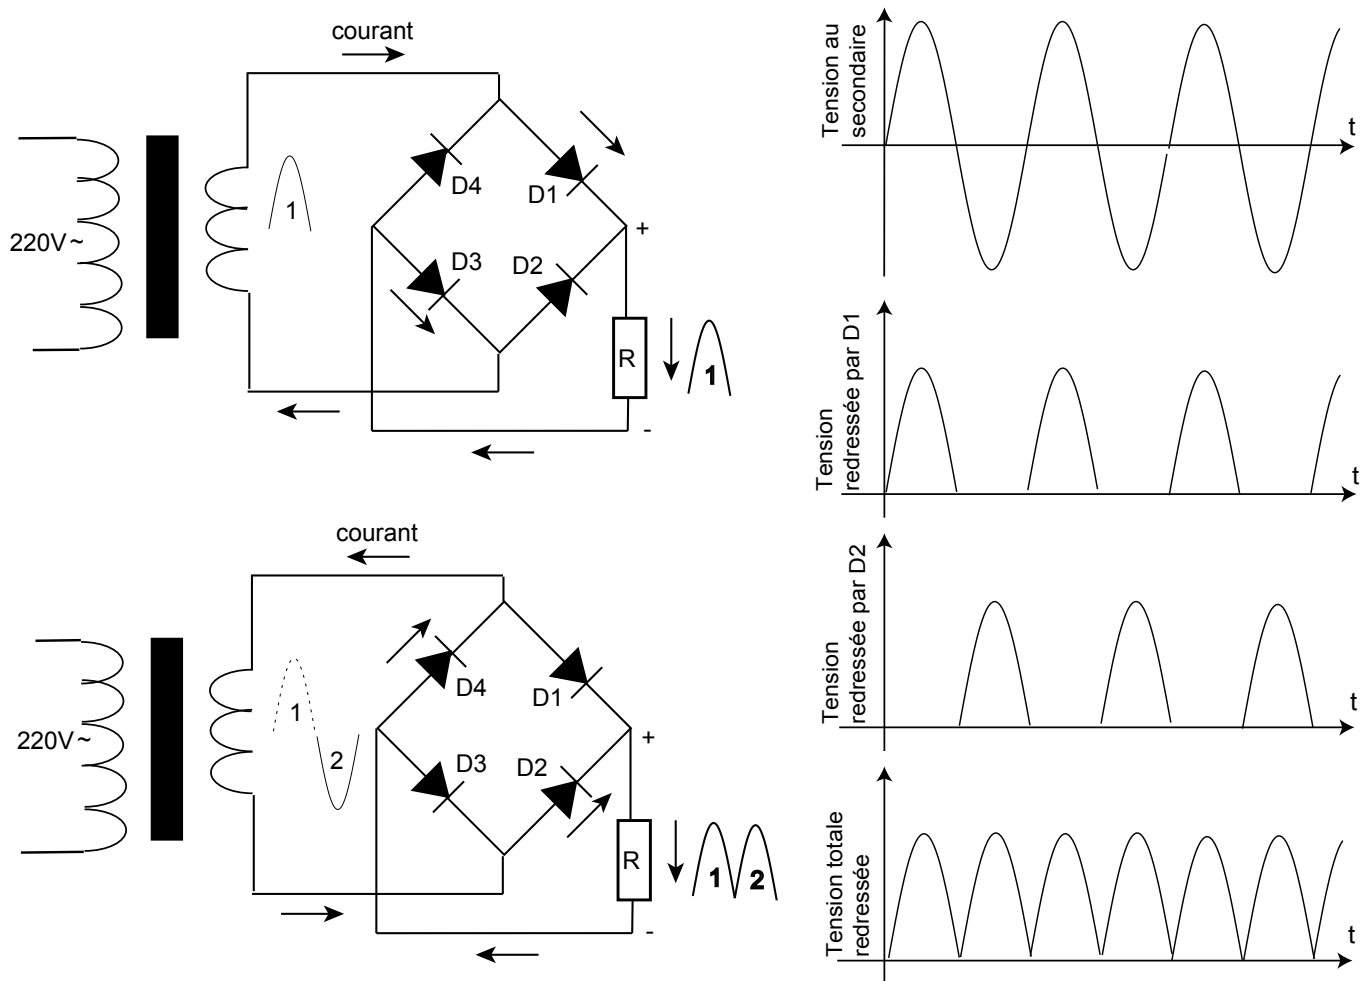 courant
D4
D1
1
220V~
+
D3
D2
R
1
-
courant
D4
D1
1
220V~
2
+
D3
D2
R
1 2
-
Tension au
secondaire
t
Tension
redressée par D1
t
Tension
redressée par D2
t
Tension totale
redressée
t